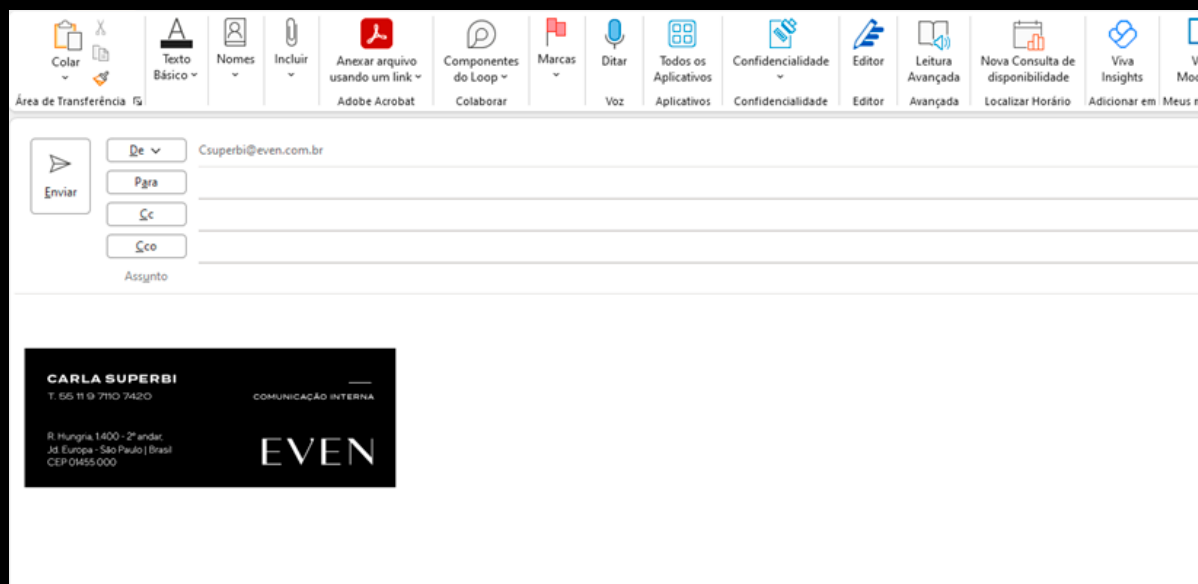 Colar
Área de Transferência
Texto
Básico
Nomes
Incluir
Anexar arquivo
usando um link
Adobe Acrobat
Componentes
do Loop
Colaborar
Marcas
Ditar
Voz
Todos os
Aplicativos
Aplicativos
Confidencialidade
Confidencialidade
Editor
Editor
Leitura
Avançada
Avançada
Nova Consulta de
disponibilidade
Localizar Horário
Viva
Insights
Adicionar em
Meus
Enviar
De
Csuperbi@even.com.br
Para
Cc
Cco
Assunto
CARLA SUPERBI
T. 55 11 9 7110 7420
COMUNICAÇÃO INTERNA
R. Hungria, 1.400 - 2º andar,
Jd. Europa - São Paulo | Brasil
CEP 01455 000
EVEN